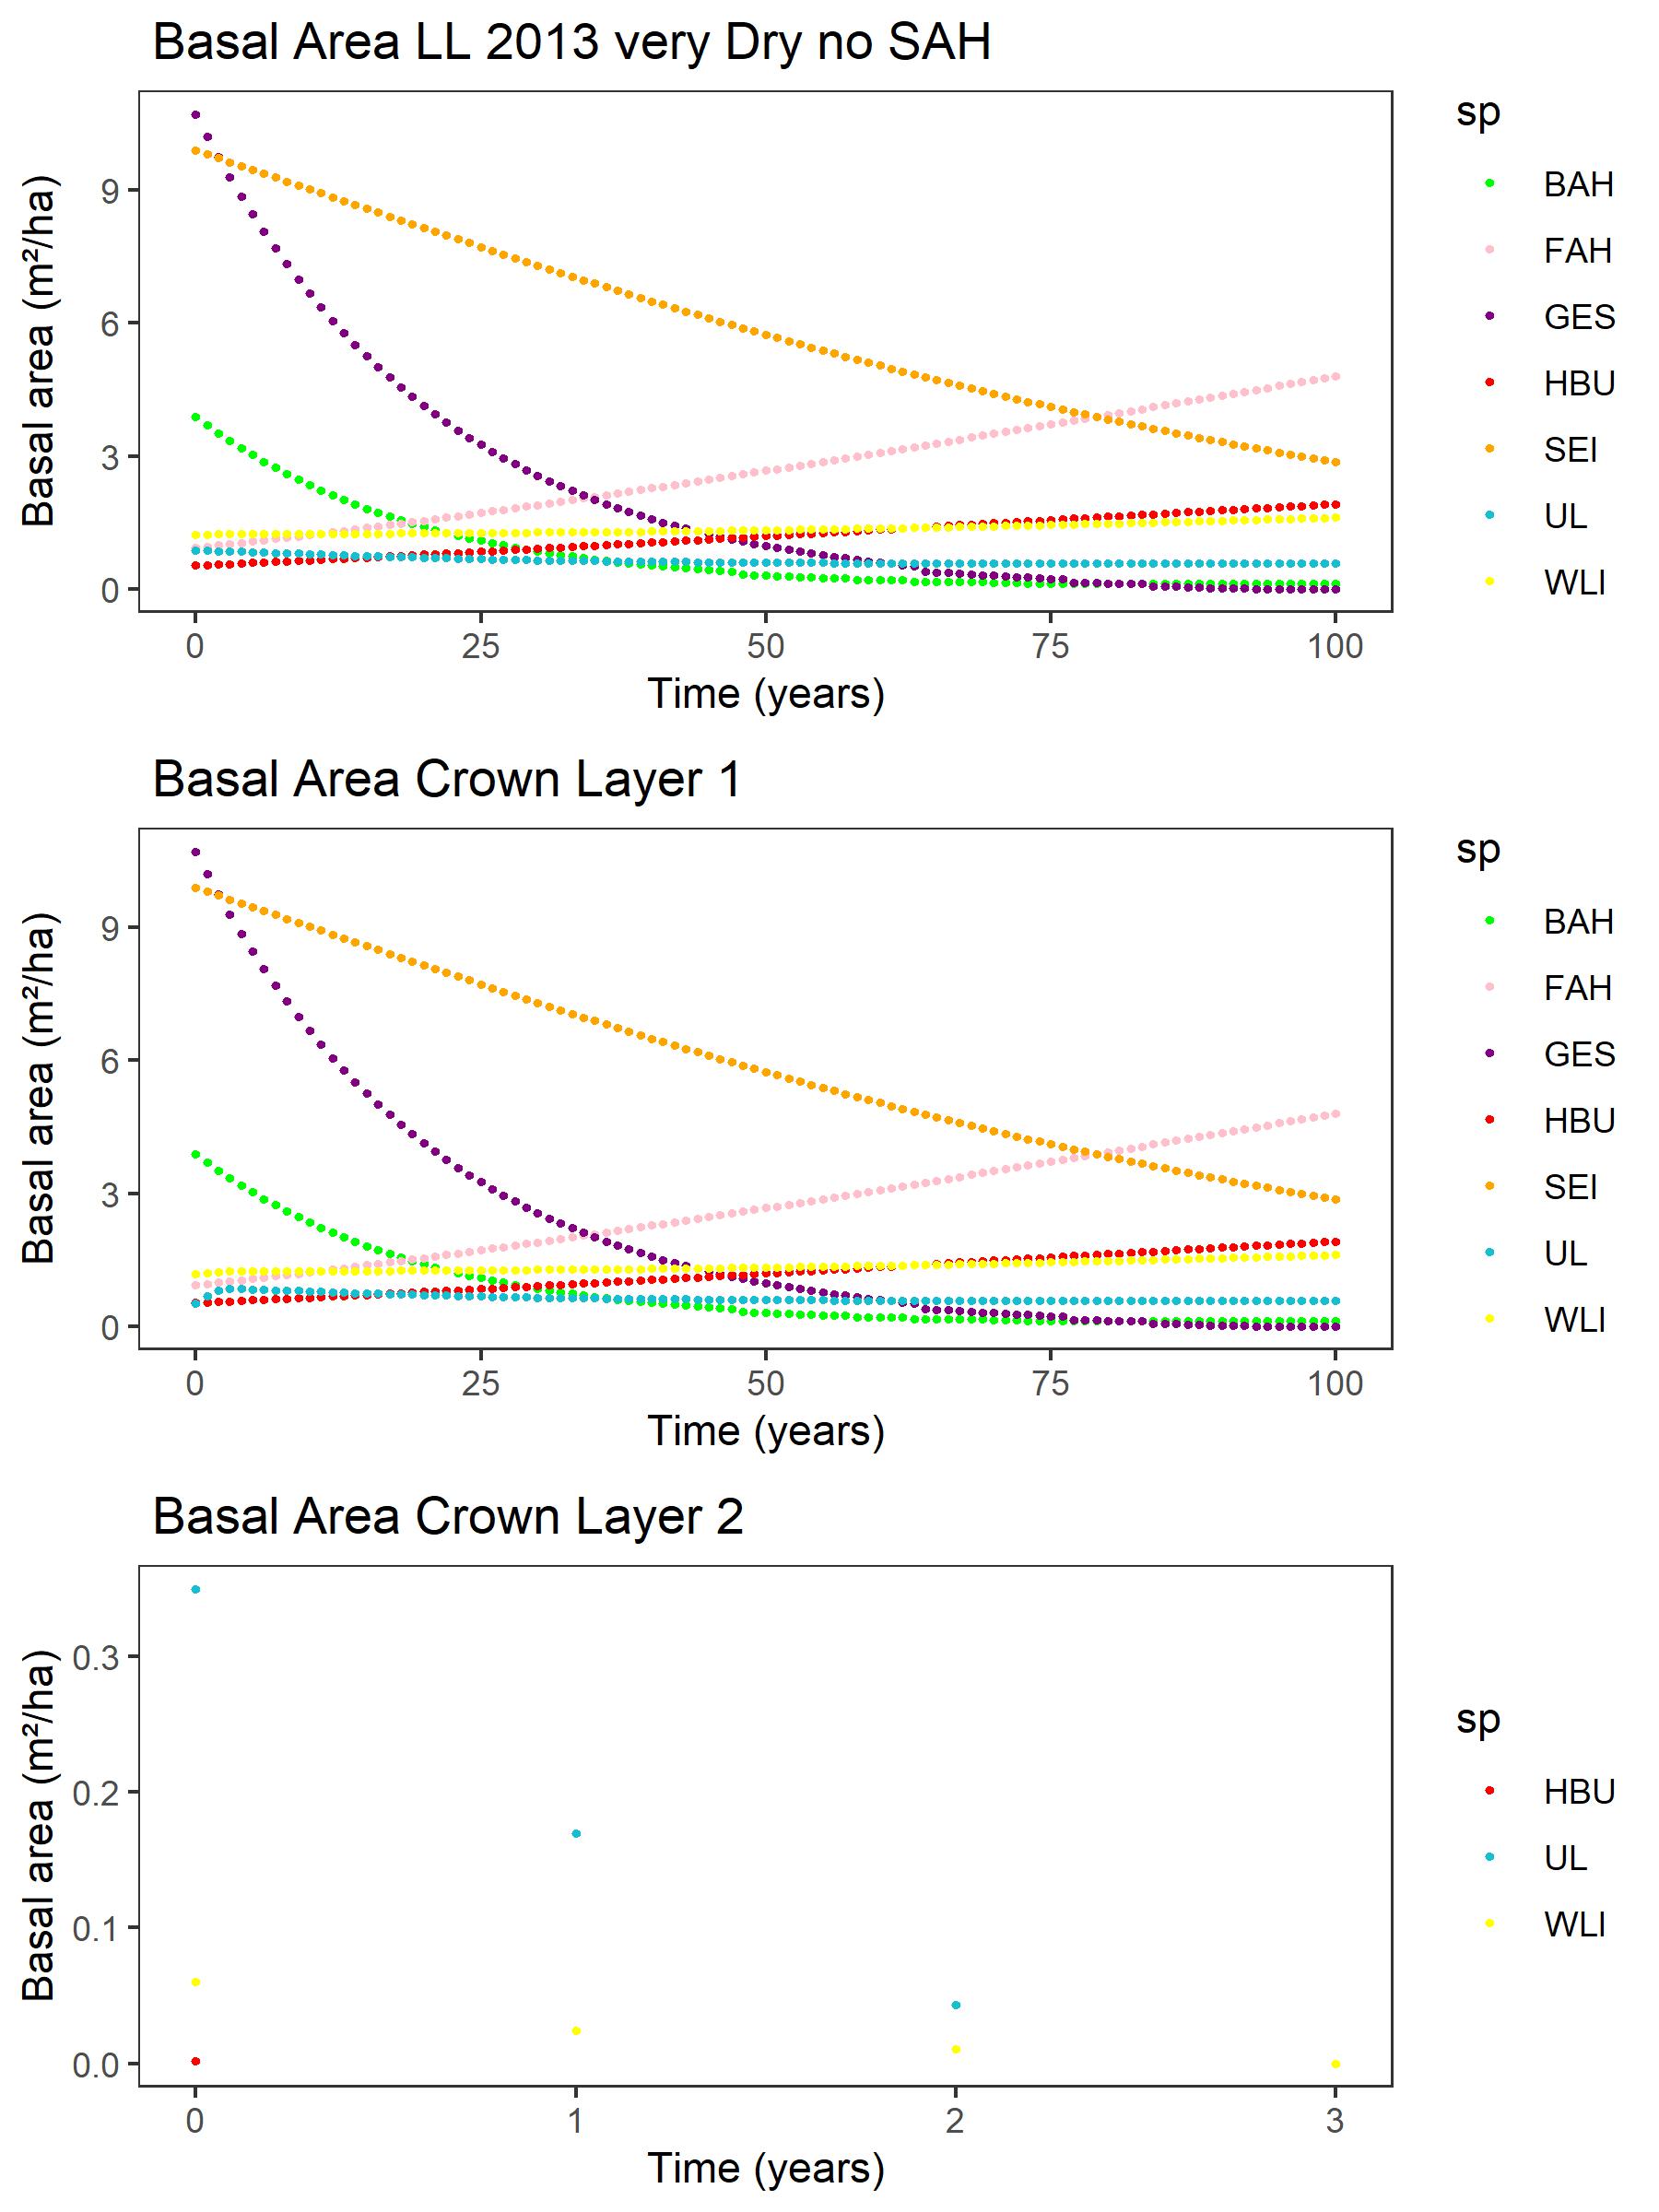 Basal Area LL 2013 very Dry no SAH
Basal area (m²/ha)
9
6
3
0
0 25 50 75 100
Time (years)
sp
BAH
FAH
GES
HBU
SEI
UL
WLI
Basal Area Crown Layer 1
Basal area (m²/ha)
9
6
3
0
0 25 50 75 100
Time (years)
sp
BAH
FAH
GES
HBU
SEI
UL
WLI
Basal Area Crown Layer 2
Basal area (m²/ha)
0.3
0.2
0.1
0.0
0 1 2 3
Time (years)
sp
HBU
UL
WLI